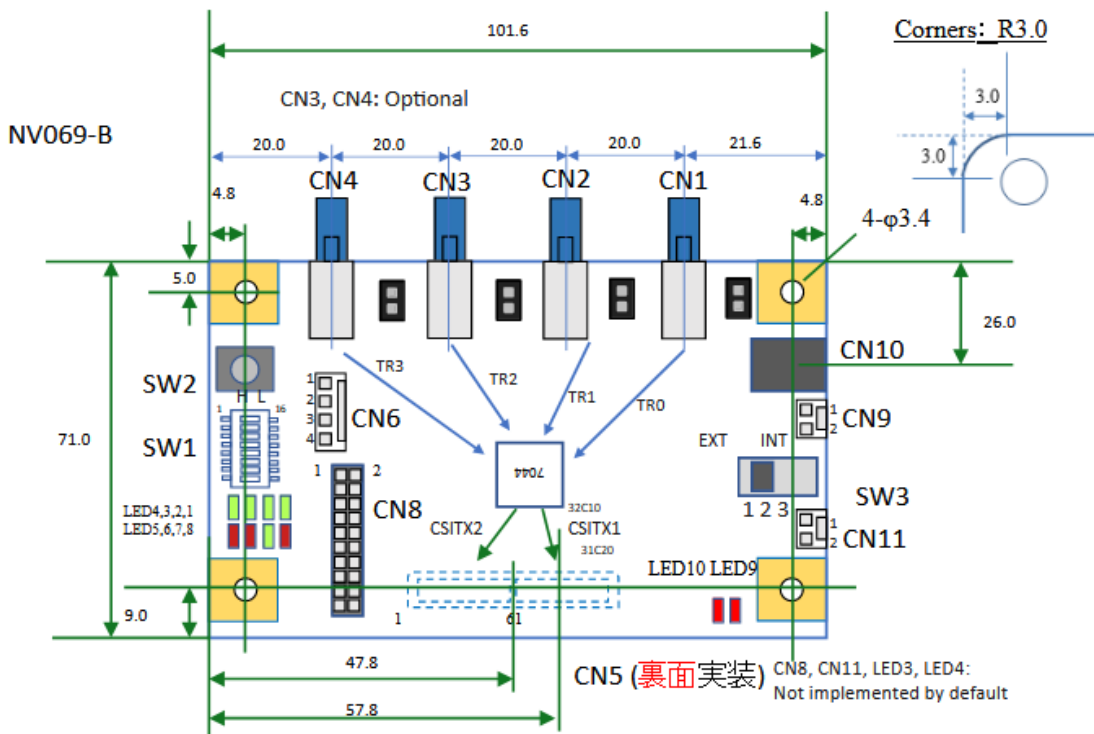 101.6
Corners: R3.0
CN3, CN4: Optional
3.0
NV069-B
3.0
20.0
20.0
20.0
20.0
21.6
CN4
CN3
CN2
CN1
4.8
4.8
4-φ3.4
5.0
26.0
CN10
SW2
TR3
TR2
TR1
TR0
H L
1
2
3
4
CN6
1
16
SW1
71.0
1
2
CN9
EXT
INT
7044
SW3
1 2 3
1
2
CN8
LED4,3,2,1
LED5,6,7,8
32C10
CSITX2
CSITX1
31C20
1
2
CN11
LED10 LED9
9.0
1
61
47.8
CN5 (裏面実装)
CN8, CN11, LED3, LED4:
Not implemented by default
57.8